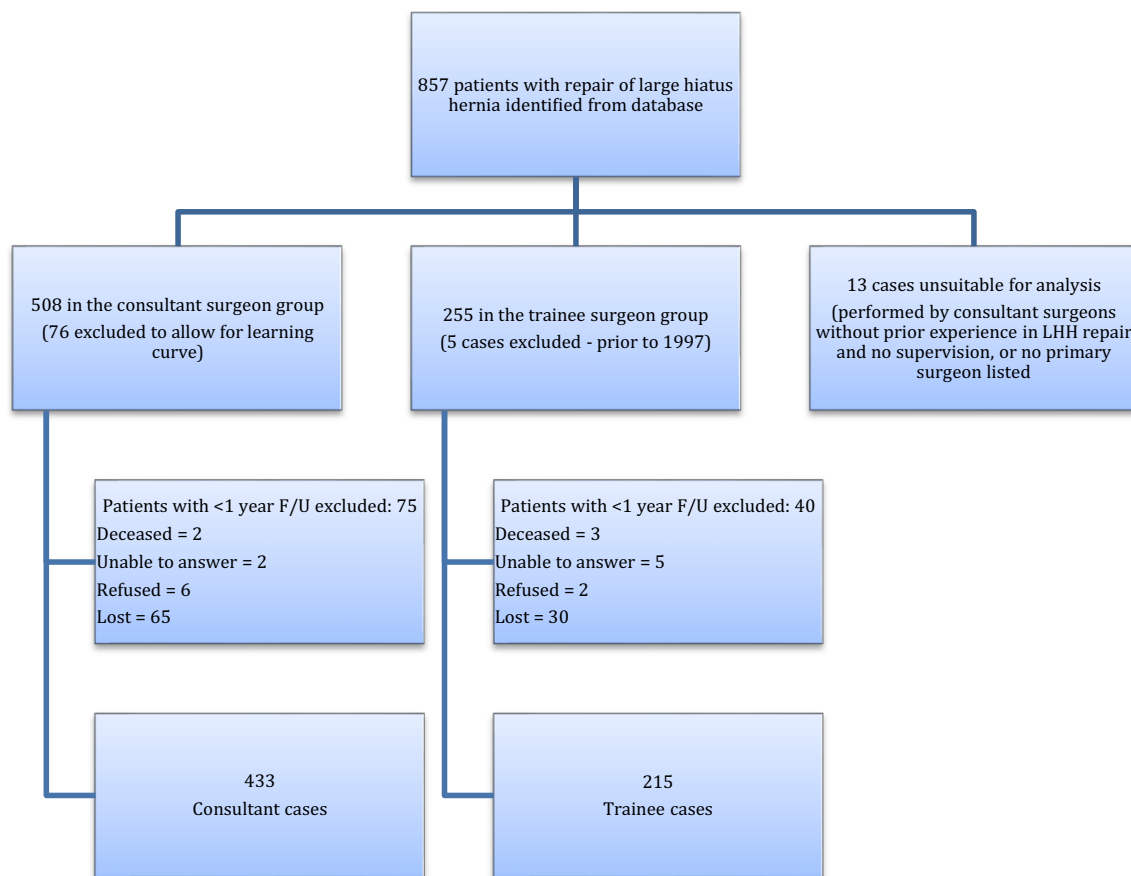 857 patients with repair of large hiatus
hernia identified from database
508 in the consultant surgeon group
(76 excluded to allow for learning
curve)
255 in the trainee surgeon group
(5 cases excluded - prior to 1997)
13 cases unsuitable for analysis
(performed by consultant surgeons
without prior experience in LHH repair
and no supervision, or no primary
surgeon listed
Patients with <1 year F/U excluded: 75
Deceased = 2
Unable to answer = 2
Refused = 6
Lost = 65
Patients with <1 year F/U excluded: 40
Deceased = 3
Unable to answer = 5
Refused = 2
Lost = 30
433
Consultant cases
215
Trainee cases